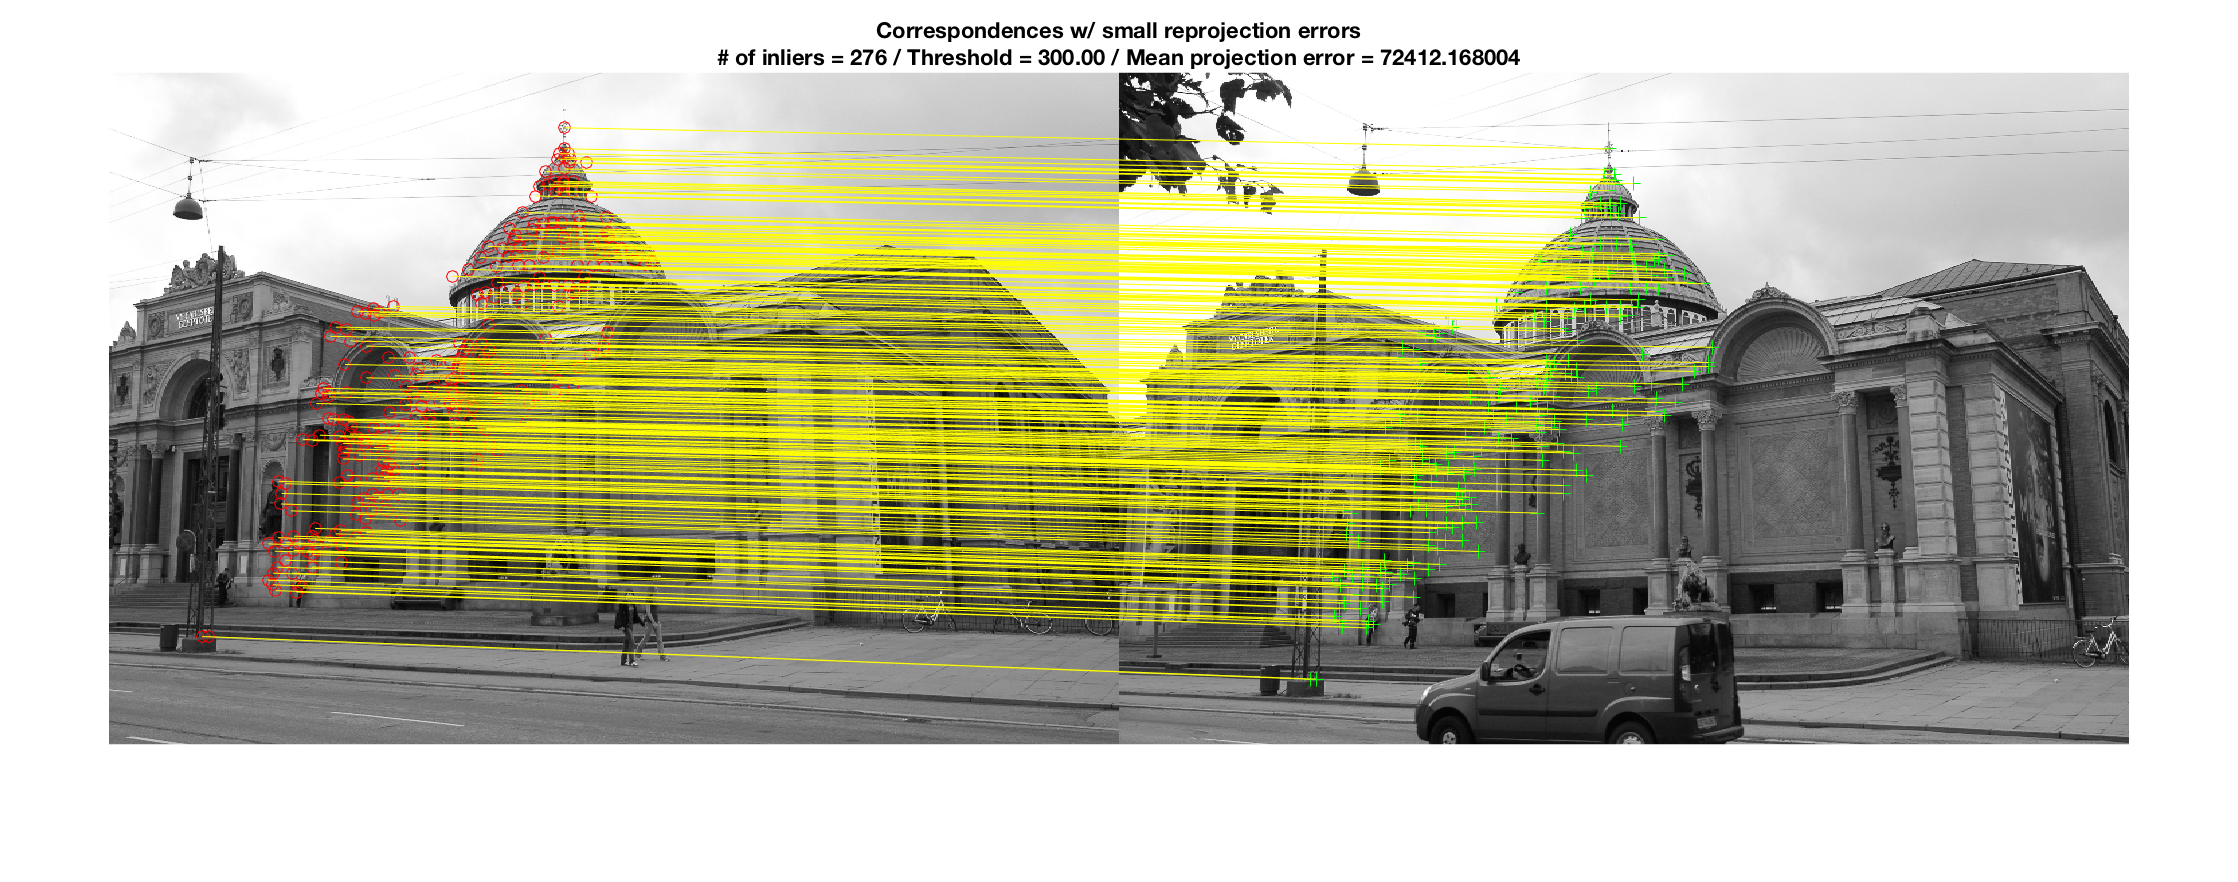 Correspondences w/ small reprojection errors
# of inliers = 276 / Threshold = 300.00 / Mean projection error = 72412.168004